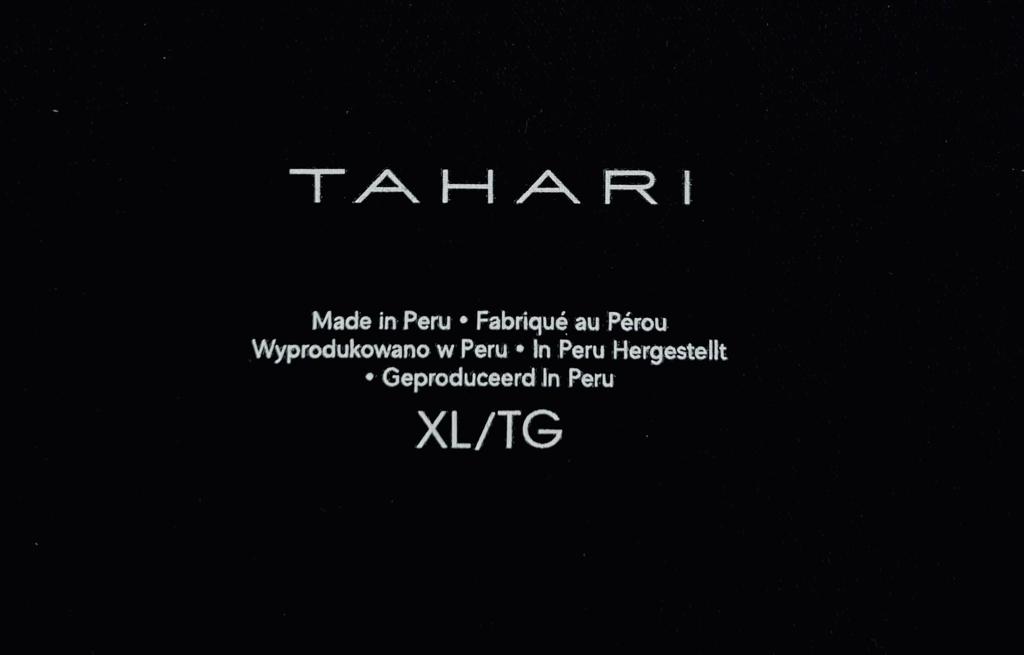 TAHARI
Made in Peru • Fabriqué au Pérou
Wyprodukowano w Peru • In Peru Hergestellt
• Geproduceerd In Peru
XL/TG